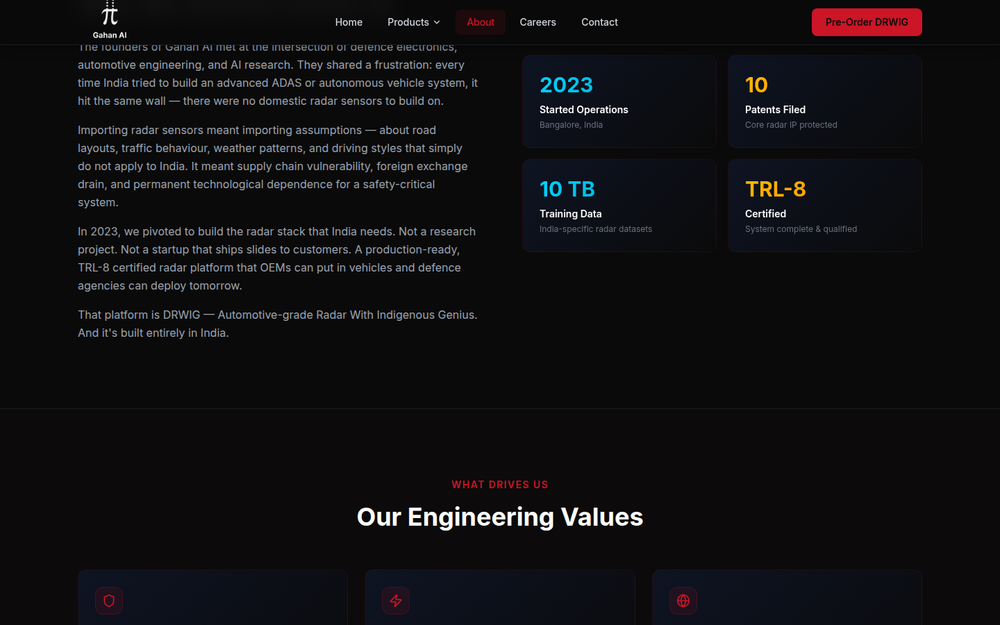 Gahan AI
Home
Products
About
Careers
Contact
Pre-Order DRWIG
The founders of Gahan AI met at the intersection of defence electronics,
automotive engineering, and AI research. They shared a frustration: every
time India tried to build an advanced ADAS or autonomous vehicle system, it
hit the same wall — there were no domestic radar sensors to build on.
Importing radar sensors meant importing assumptions — about road
layouts, traffic behaviour, weather patterns, and driving styles that simply
do not apply to India. It meant supply chain vulnerability, foreign exchange
drain, and permanent technological dependence for a safety-critical
system.
In 2023, we pivoted to build the radar stack that India needs. Not a research
project. Not a startup that ships slides to customers. A production-ready,
TRL-8 certified radar platform that OEMs can put in vehicles and defence
agencies can deploy tomorrow.
That platform is DRWIG — Automotive-grade Radar With Indigenous Genius.
And it's built entirely in India.
2023
Started Operations
Bangalore, India
10
Patents Filed
Core radar IP protected
10 TB
Training Data
India-specific radar datasets
TRL-8
Certified
System complete & qualified
WHAT DRIVES US
Our Engineering Values